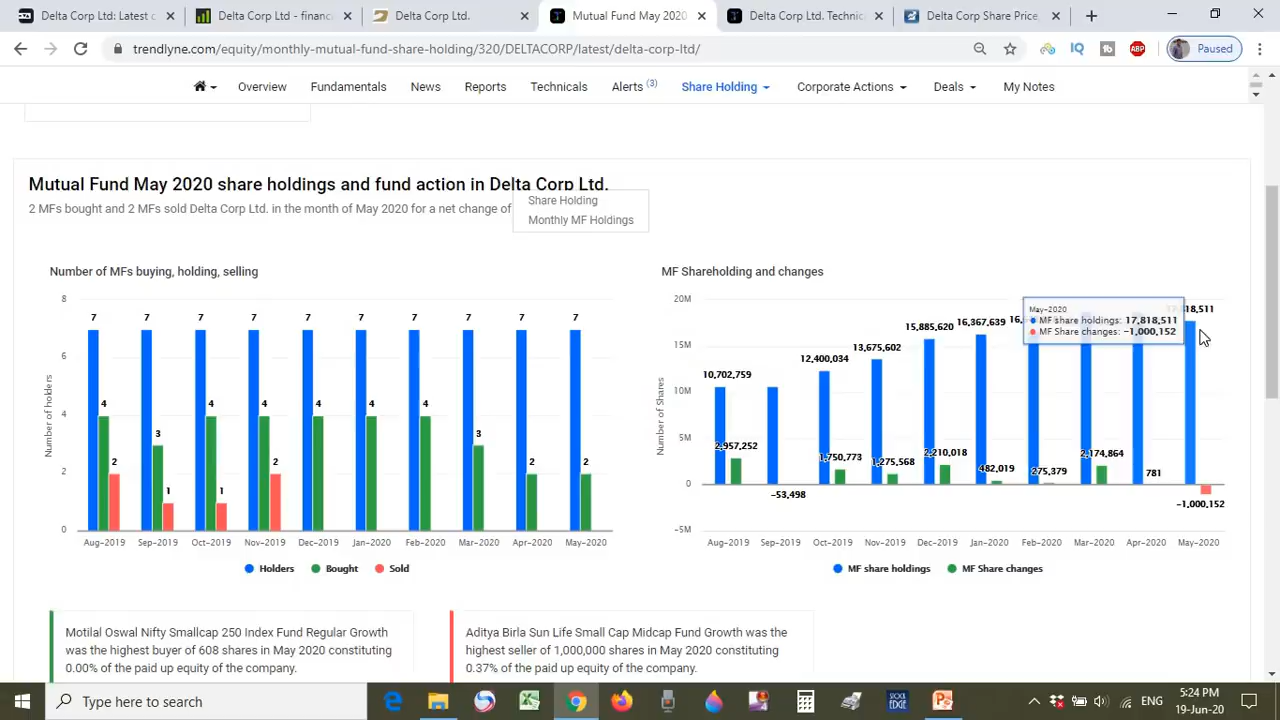 Delta Corp Ltd: Latest c
Delta Corp Ltd - financ
Delta Corp Ltd.
Mutual Fund May 2020
Delta Corp Ltd. Technic
Delta Corp Share Price,
trendlyne.com/equity/monthly-mutual-fund-share-holding/320/DELTACORP/latest/delta-corp-ltd/
IQ
ABP
Paused
Overview
Fundamentals
News
Reports
Technicals
Alerts (3)
Share Holding
Corporate Actions
Deals
My Notes
Mutual Fund May 2020 share holdings and fund action in Delta Corp Ltd.
2 MFs bought and 2 MFs sold Delta Corp Ltd. in the month of May 2020 for a net change of
Share Holding
Monthly MF Holdings
Number of MFs buying, holding, selling
8
6
4
2
0
Number of holders
7 7 7 7 7 7 7 7 7 7
4 3 4 4 4 4 4 3 2 2
2 1 1 2
Aug-2019 Sep-2019 Oct-2019 Nov-2019 Dec-2019 Jan-2020 Feb-2020 Mar-2020 Apr-2020 May-2020
Holders Bought Sold
MF Shareholding and changes
20M
15M
10M
5M
0
-5M
Number of Shares
10,702,759
12,400,034
13,675,602
15,885,620
16,367,639
May-2020
MF share holdings: 17,818,511
MF Share changes: -1,000,152
2,957,252
-53,498
1,750,773
1,275,568
2,210,018
482,019
275,379
2,174,864
781
-1,000,152
Aug-2019 Sep-2019 Oct-2019 Nov-2019 Dec-2019 Jan-2020 Feb-2020 Mar-2020 Apr-2020 May-2020
MF share holdings MF Share changes
Motilal Oswal Nifty Smallcap 250 Index Fund Regular Growth
was the highest buyer of 608 shares in May 2020 constituting
0.00% of the paid up equity of the company.
Aditya Birla Sun Life Small Cap Midcap Fund Growth was the
highest seller of 1,000,000 shares in May 2020 constituting
0.37% of the paid up equity of the company.
Type here to search
ENG
5:24 PM
19-Jun-20